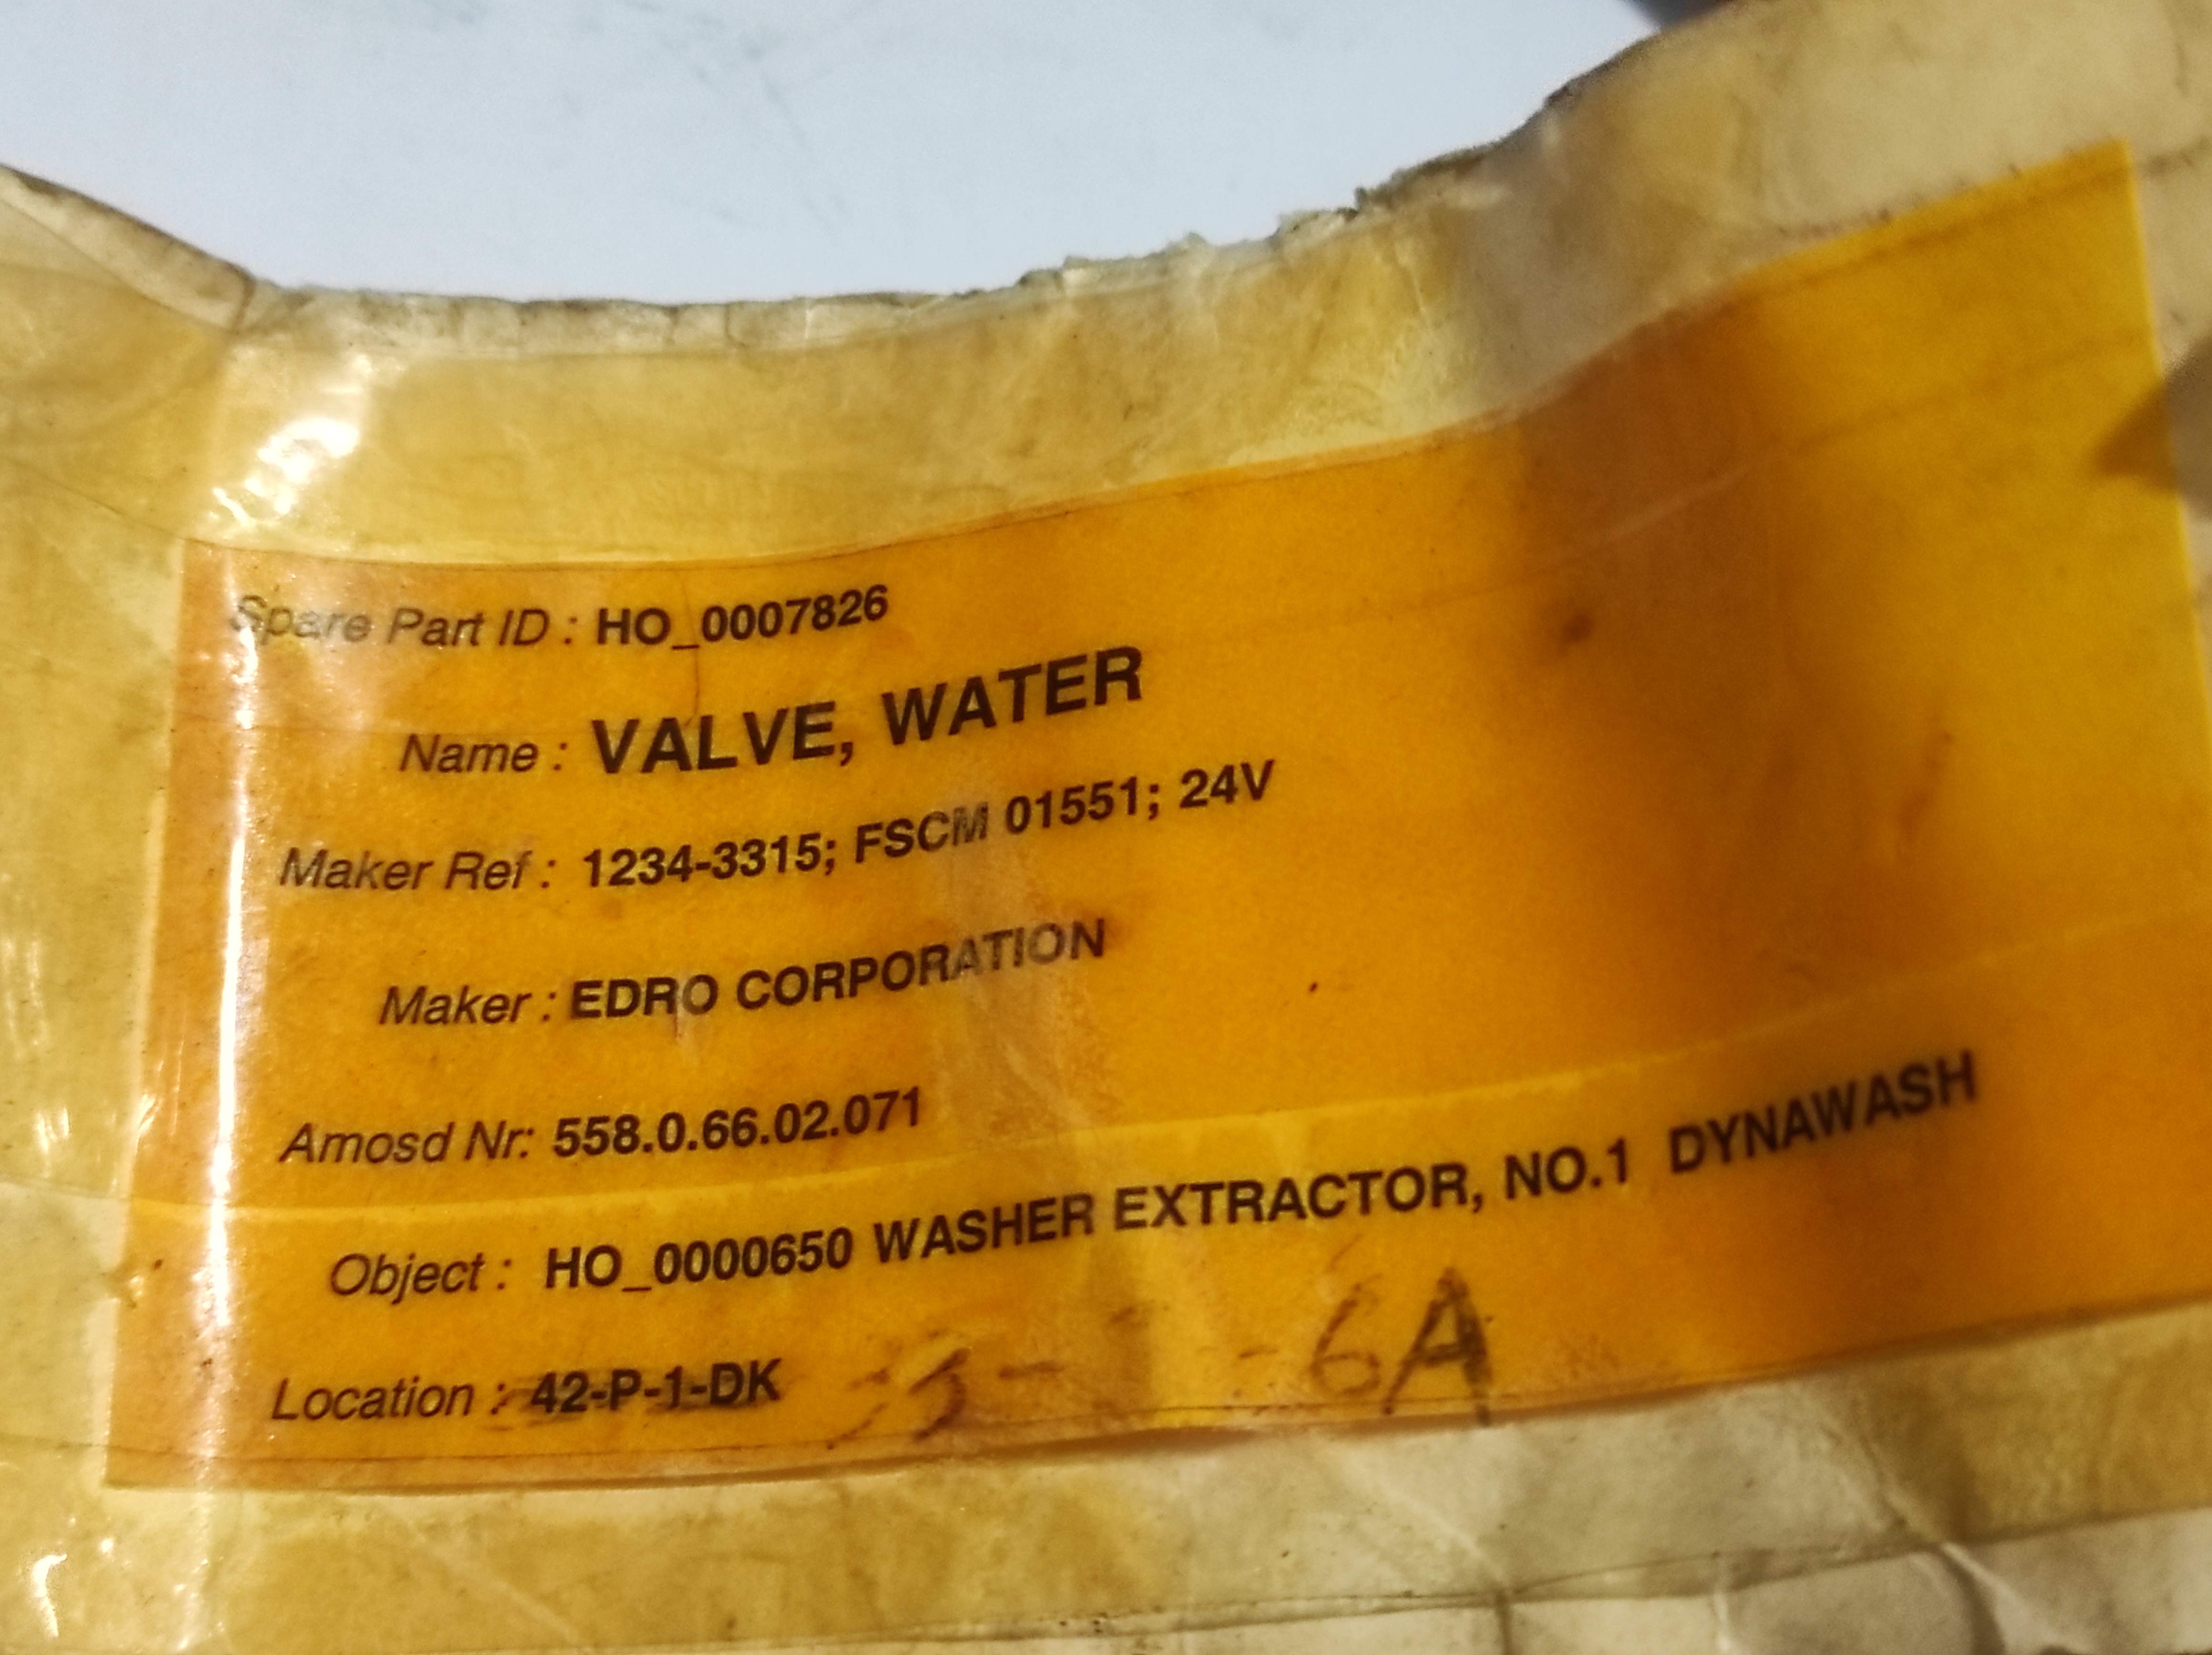 Spare Part ID : HO_0007826
Name : VALVE, WATER
Maker Ref : 1234-3315; FSCM 01551; 24V
Maker : EDRO CORPORATION
Amosd Nr: 558.0.66.02.071
Object : HO_0000650 WASHER EXTRACTOR, NO.1 DYNAWASH
Location : 42-P-1-DK